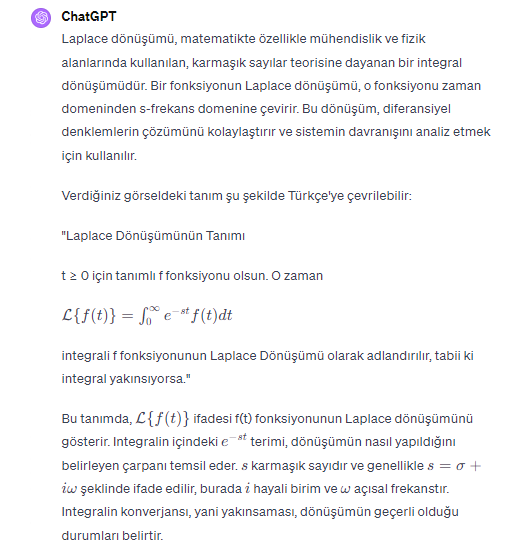 ChatGPT
Laplace dönüşümü, matematikte özellikle mühendislik ve fizik
alanlarında kullanılan, karmaşık sayılar teorisine dayanan bir integral
dönüşümüdür. Bir fonksiyonun Laplace dönüşümü, o fonksiyonu zaman
domeninden s-frekans domenine çevirir. Bu dönüşüm, diferansiyel
denklemlerin çözümünü kolaylaştırır ve sistemin davranışını analiz etmek
için kullanılır.
Verdiğiniz görseldeki tanım şu şekilde Türkçe'ye çevrilebilir:
"Laplace Dönüşümünün Tanımı
t ≥ 0 için tanımlı f fonksiyonu olsun. O zaman
ℒ{f(t)} = ∫₀^∞ e^{−st} f(t)dt
integrali f fonksiyonunun Laplace Dönüşümü olarak adlandırılır, tabii ki
integral yakınsıyorsa."
Bu tanımda, ℒ{f(t)} ifadesi f(t) fonksiyonunun Laplace dönüşümünü
gösterir. Integralin içindeki e^{−st} terimi, dönüşümün nasıl yapıldığını
belirleyen çarpanı temsil eder. s karmaşık sayıdır ve genellikle s = σ +
iω şeklinde ifade edilir, burada i hayali birim ve ω açısal frekanstır.
Integralin konverjansı, yani yakınsaması, dönüşümün geçerli olduğu
durumları belirtir.